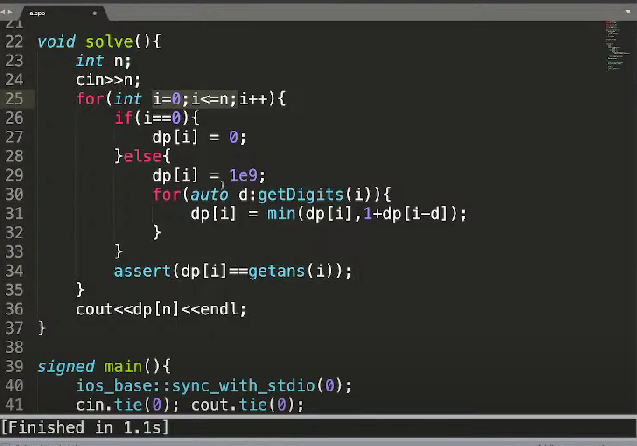 a.cpp
21
22 void solve(){
23 int n;
24 cin>>n;
25 for(int i=0;i<=n;i++){
26 if(i==0){
27 dp[i] = 0;
28 }else{
29 dp[i] = 1e9;
30 for(auto d:getDigits(i)){
31 dp[i] = min(dp[i],1+dp[i-d]);
32 }
33 }
34 assert(dp[i]==getans(i));
35 }
36 cout<<dp[n]<<endl;
37 }
38
39 signed main(){
40 ios_base::sync_with_stdio(0);
41 cin.tie(0); cout.tie(0);
[Finished in 1.1s]